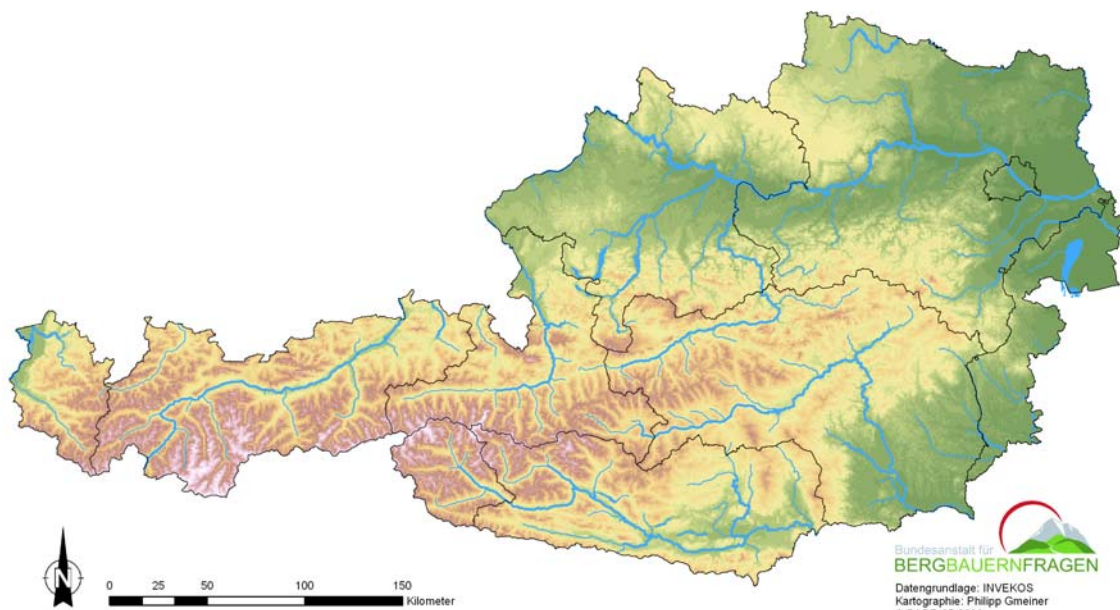 N
0 25 50 100 150
Kilometer
Bundesanstalt für
BERGBAUERNFRAGEN
Datengrundlage: INVEKOS
Kartographie: Philipp Gmeiner